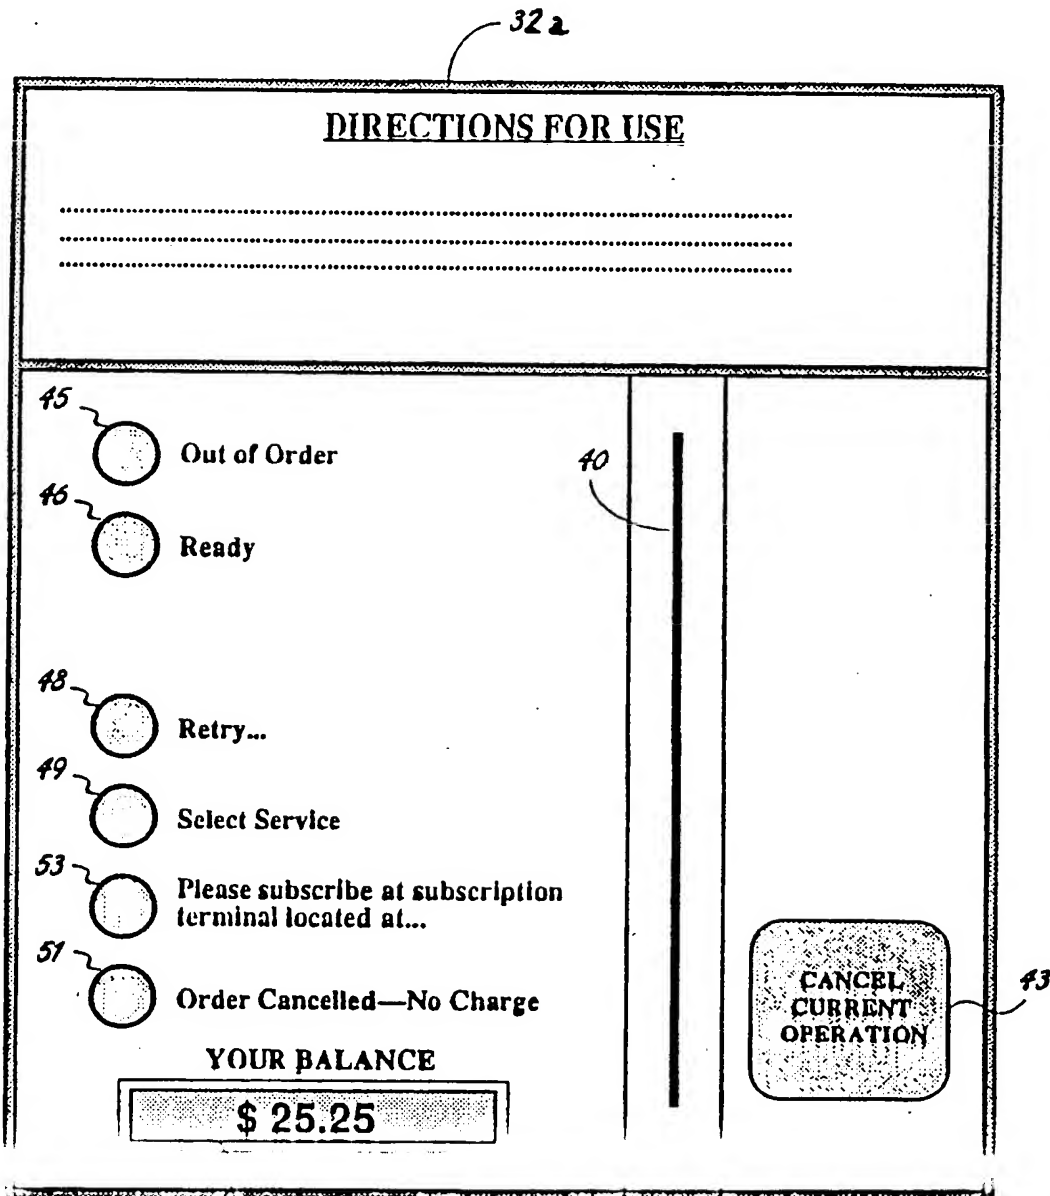 32a
DIRECTIONS FOR USE
45
Out of Order
40
46
Ready
48
Retry...
49
Select Service
53
Please subscribe at subscription
terminal located at...
51
Order Cancelled—No Charge
CANCEL
CURRENT
OPERATION
43
YOUR BALANCE
$ 25.25